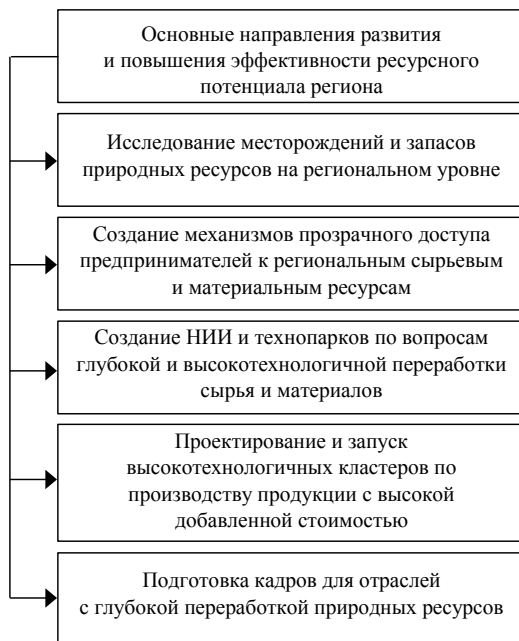 Основные направления развития
и повышения эффективности ресурсного
потенциала региона
Исследование месторождений и запасов
природных ресурсов на региональном уровне
Создание механизмов прозрачного доступа
предпринимателей к региональным сырьевым
и материальным ресурсам
Создание НИИ и технопарков по вопросам
глубокой и высокотехнологичной переработки
сырья и материалов
Проектирование и запуск
высокотехнологичных кластеров по
производству продукции с высокой
добавленной стоимостью
Подготовка кадров для отраслей
с глубокой переработкой природных ресурсов